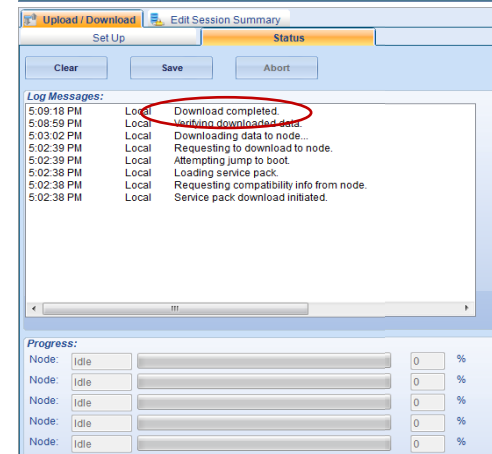 Upload / Download Edit Session Summary
Set Up Status
Clear Save Abort
Log Messages:
5:09:18 PM Local Download completed.
5:08:59 PM Local Verifying downloaded data.
5:03:02 PM Local Downloading data to node...
5:02:39 PM Local Requesting to download to node.
5:02:39 PM Local Attempting jump to boot.
5:02:38 PM Local Loading service pack.
5:02:38 PM Local Requesting compatibility info from node.
5:02:38 PM Local Service pack download initiated.
Progress:
Node: Idle 0 %
Node: Idle 0 %
Node: Idle 0 %
Node: Idle 0 %
Node: Idle 0 %